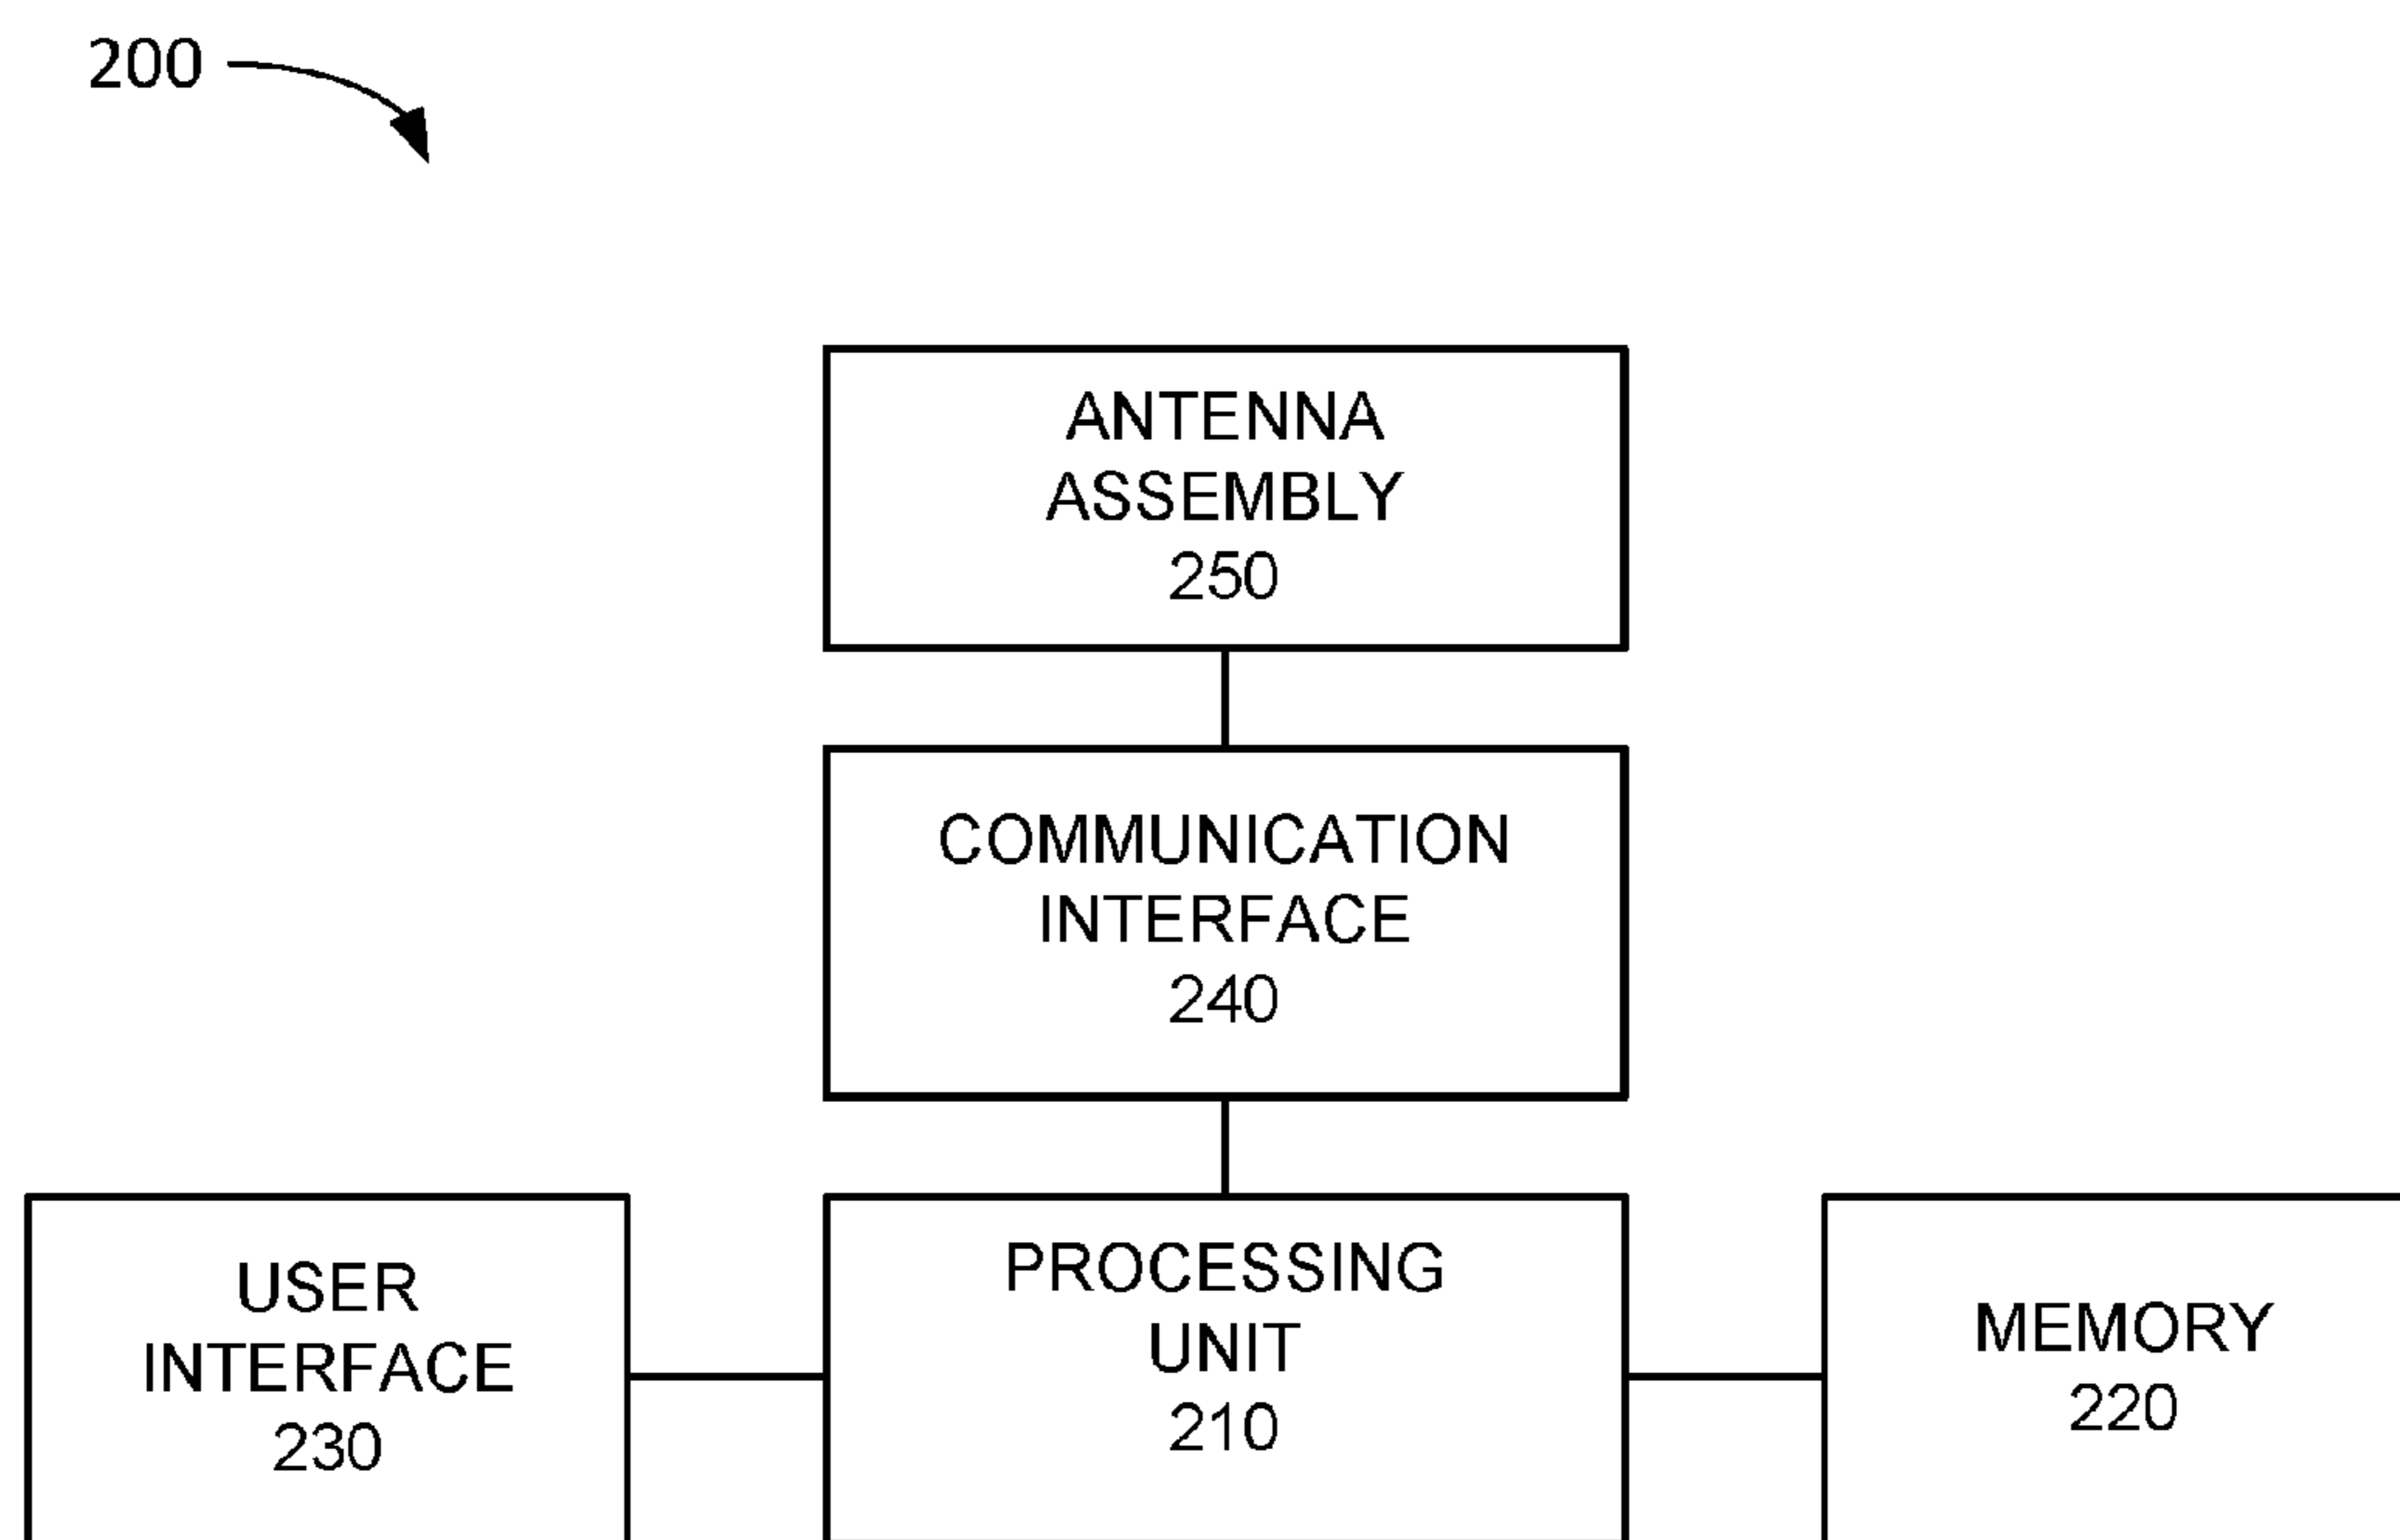 200
ANTENNA
ASSEMBLY
250
COMMUNICATION
INTERFACE
240
USER
INTERFACE
230
PROCESSING
UNIT
210
MEMORY
220